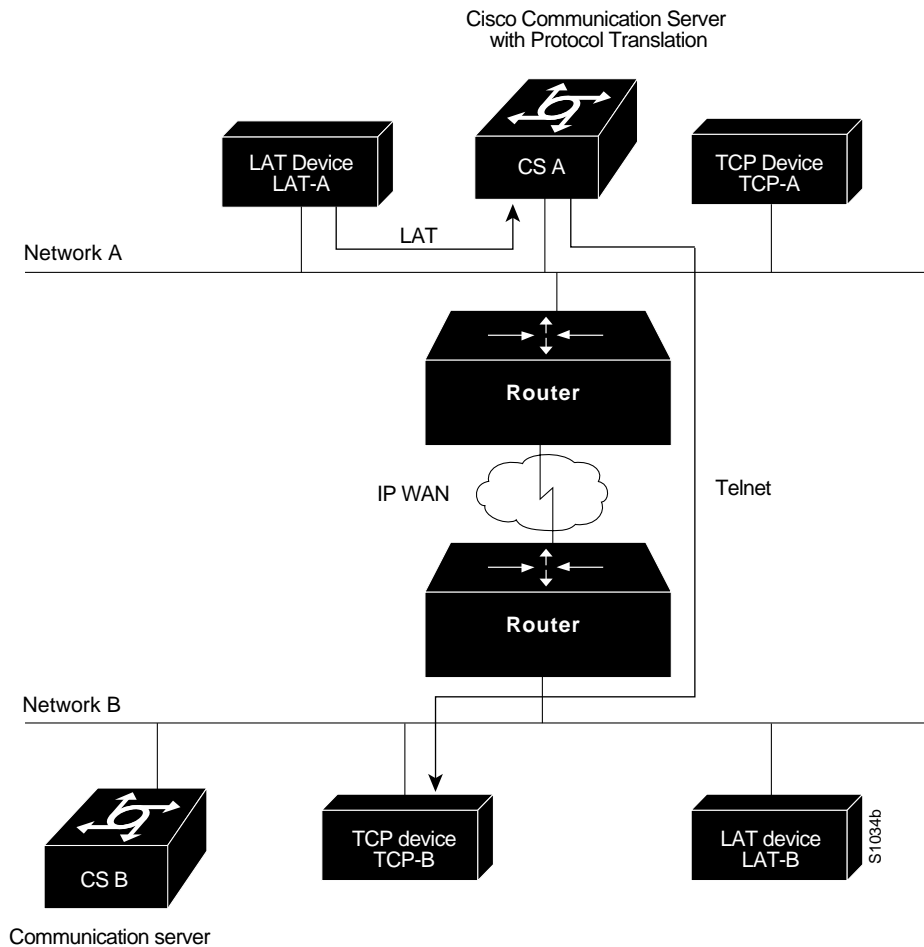 Cisco Communication Server
with Protocol Translation
LAT Device
LAT-A
CS A
TCP Device
TCP-A
LAT
Network A
Router
IP WAN
Telnet
Router
Network B
CS B
TCP device
TCP-B
LAT device
LAT-B
S1034b
Communication server